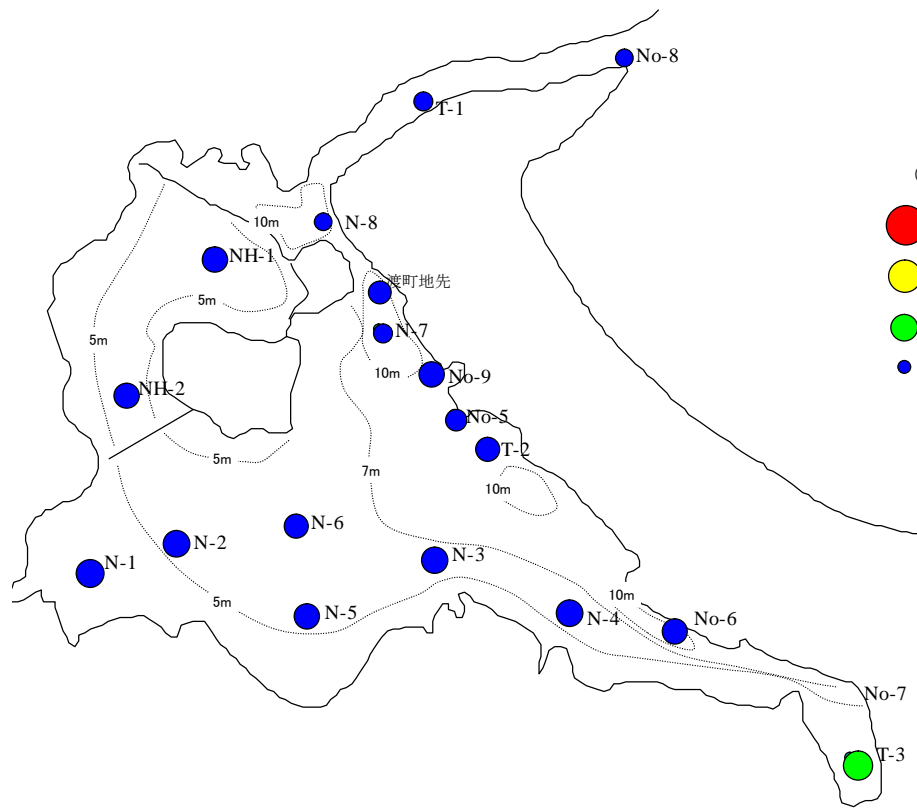 No-8
T-1
10m
N-8
NH-1
渡町地先
5m
5m
N-7
10m
No-9
NH-2
No-5
T-2
5m
7m
10m
N-6
N-2
N-3
N-1
5m
N-5
10m
N-4
No-6
No-7
T-3